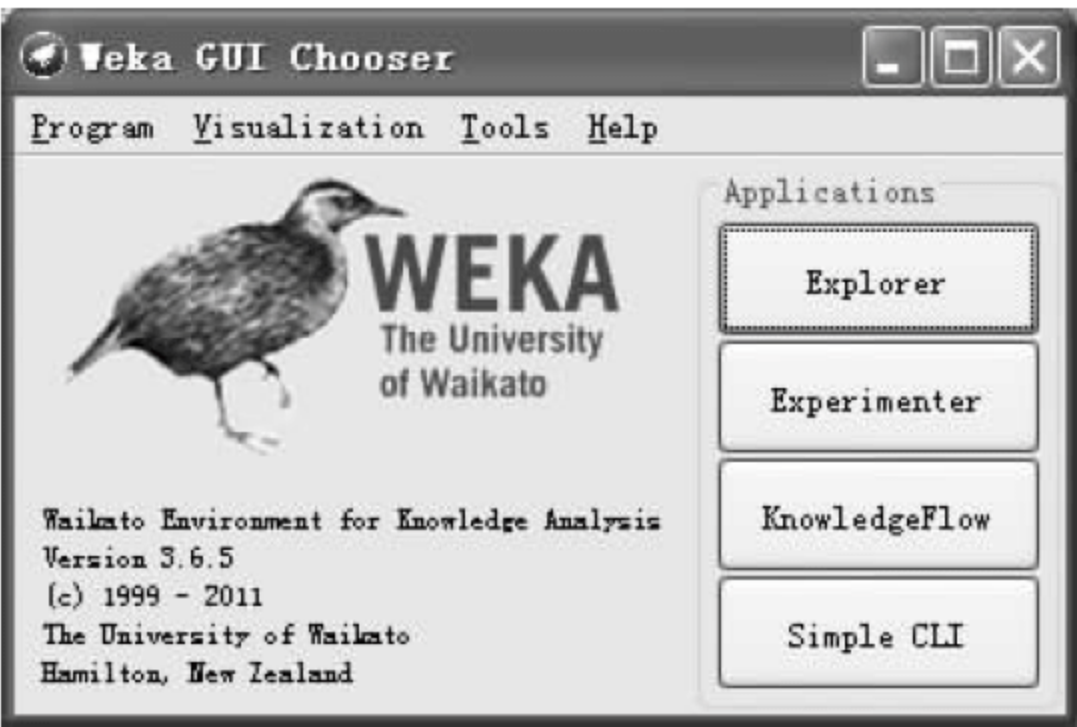 Weka GUI Chooser
Program Visualization Tools Help
WEKA
The University
of Waikato
Waikato Environment for Knowledge Analysis
Version 3.6.5
(c) 1999 - 2011
The University of Waikato
Hamilton, New Zealand
Applications
Explorer
Experimenter
KnowledgeFlow
Simple CLI